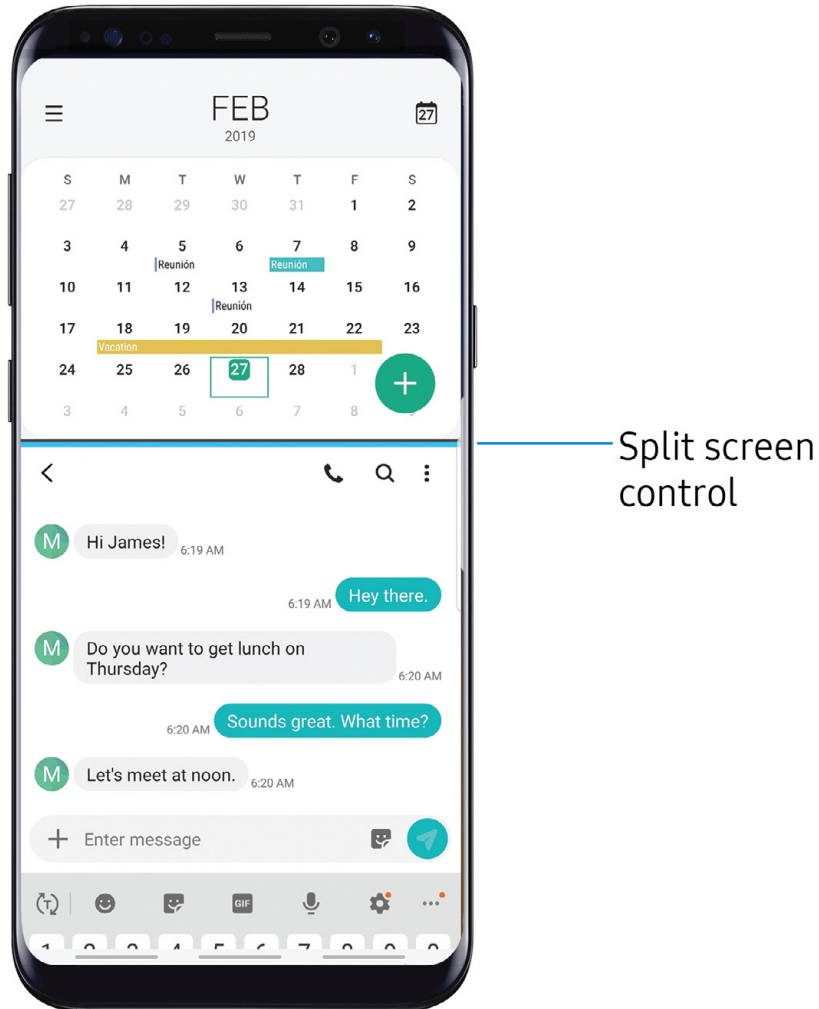 FEB
27
2019
S M T W T F S
27 28 29 30 31 1 2
3 4 5 6 7 8 9
Reunión Reunión
10 11 12 13 14 15 16
Reunión
17 18 19 20 21 22 23
Vacation
24 25 26 27 28 1
+
3 4 5 6 7 8
Split screen
control
M Hi James! 6:19 AM
6:19 AM Hey there.
M Do you want to get lunch on
Thursday?
6:20 AM
6:20 AM Sounds great. What time?
M Let's meet at noon. 6:20 AM
+ Enter message
T GIF